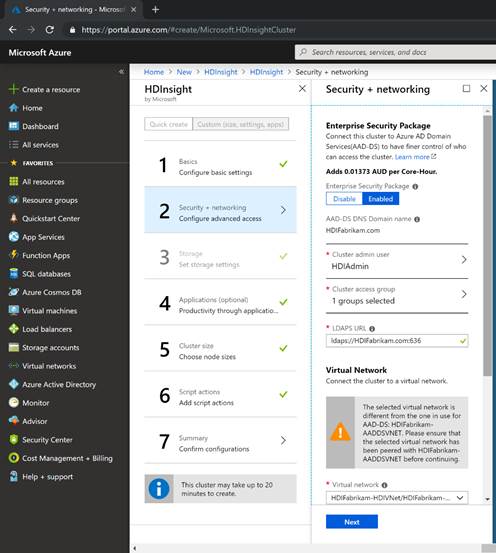 Security + networking - Microso
https://portal.azure.com/#create/Microsoft.HDInsightCluster
Microsoft Azure
Search resources, services, and docs
Create a resource
Home
Dashboard
All services
FAVORITES
All resources
Resource groups
Quickstart Center
App Services
Function Apps
SQL databases
Azure Cosmos DB
Virtual machines
Load balancers
Storage accounts
Virtual networks
Azure Active Directory
Monitor
Advisor
Security Center
Cost Management + Billing
Help + support
Home > New > HDInsight > HDInsight > Security + networking
HDInsight
by Microsoft
Quick create
Custom (size, settings, apps)
1
Basics
Configure basic settings
2
Security + networking
Configure advanced access
3
Storage
Set storage settings
4
Applications (optional)
Productivity through applicatio...
5
Cluster size
Choose node sizes
6
Script actions
Add script actions
7
Summary
Confirm configurations
This cluster may take up to 20
minutes to create.
Security + networking
Enterprise Security Package
Connect this cluster to Azure AD Domain
Services(AAD-DS) to have finer control of who
can access the cluster. Learn more
Adds 0.01373 AUD per Core-Hour.
Enterprise Security Package
Disable
Enabled
AAD-DS DNS Domain name
HDIFabrikam.com
* Cluster admin user
HDIAdmin
* Cluster access group
1 groups selected
* LDAPS URL
ldaps://HDIFabrikam.com:636
Virtual Network
Connect the cluster to a virtual network.
The selected virtual network is
different from the one in use for
AAD-DS: HDIFabrikam-
AADDSVNET. Please ensure that
the selected virtual network has
been peered with HDIFabrikam-
AADDSVNET before continuing.
* Virtual network
HDIFabrikam-HDIVNet/HDIFabrikam-...
Next